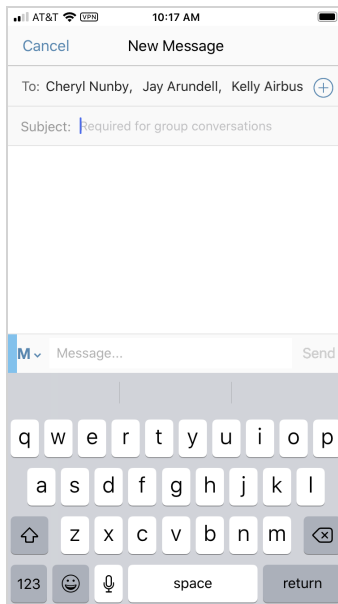 AT&T VPN 10:17 AM
Cancel New Message
To: Cheryl Nunby, Jay Arundell, Kelly Airbus
Subject: Required for group conversations
M Message... Send
q w e r t y u i o p
a s d f g h j k l
z x c v b n m
123 space return